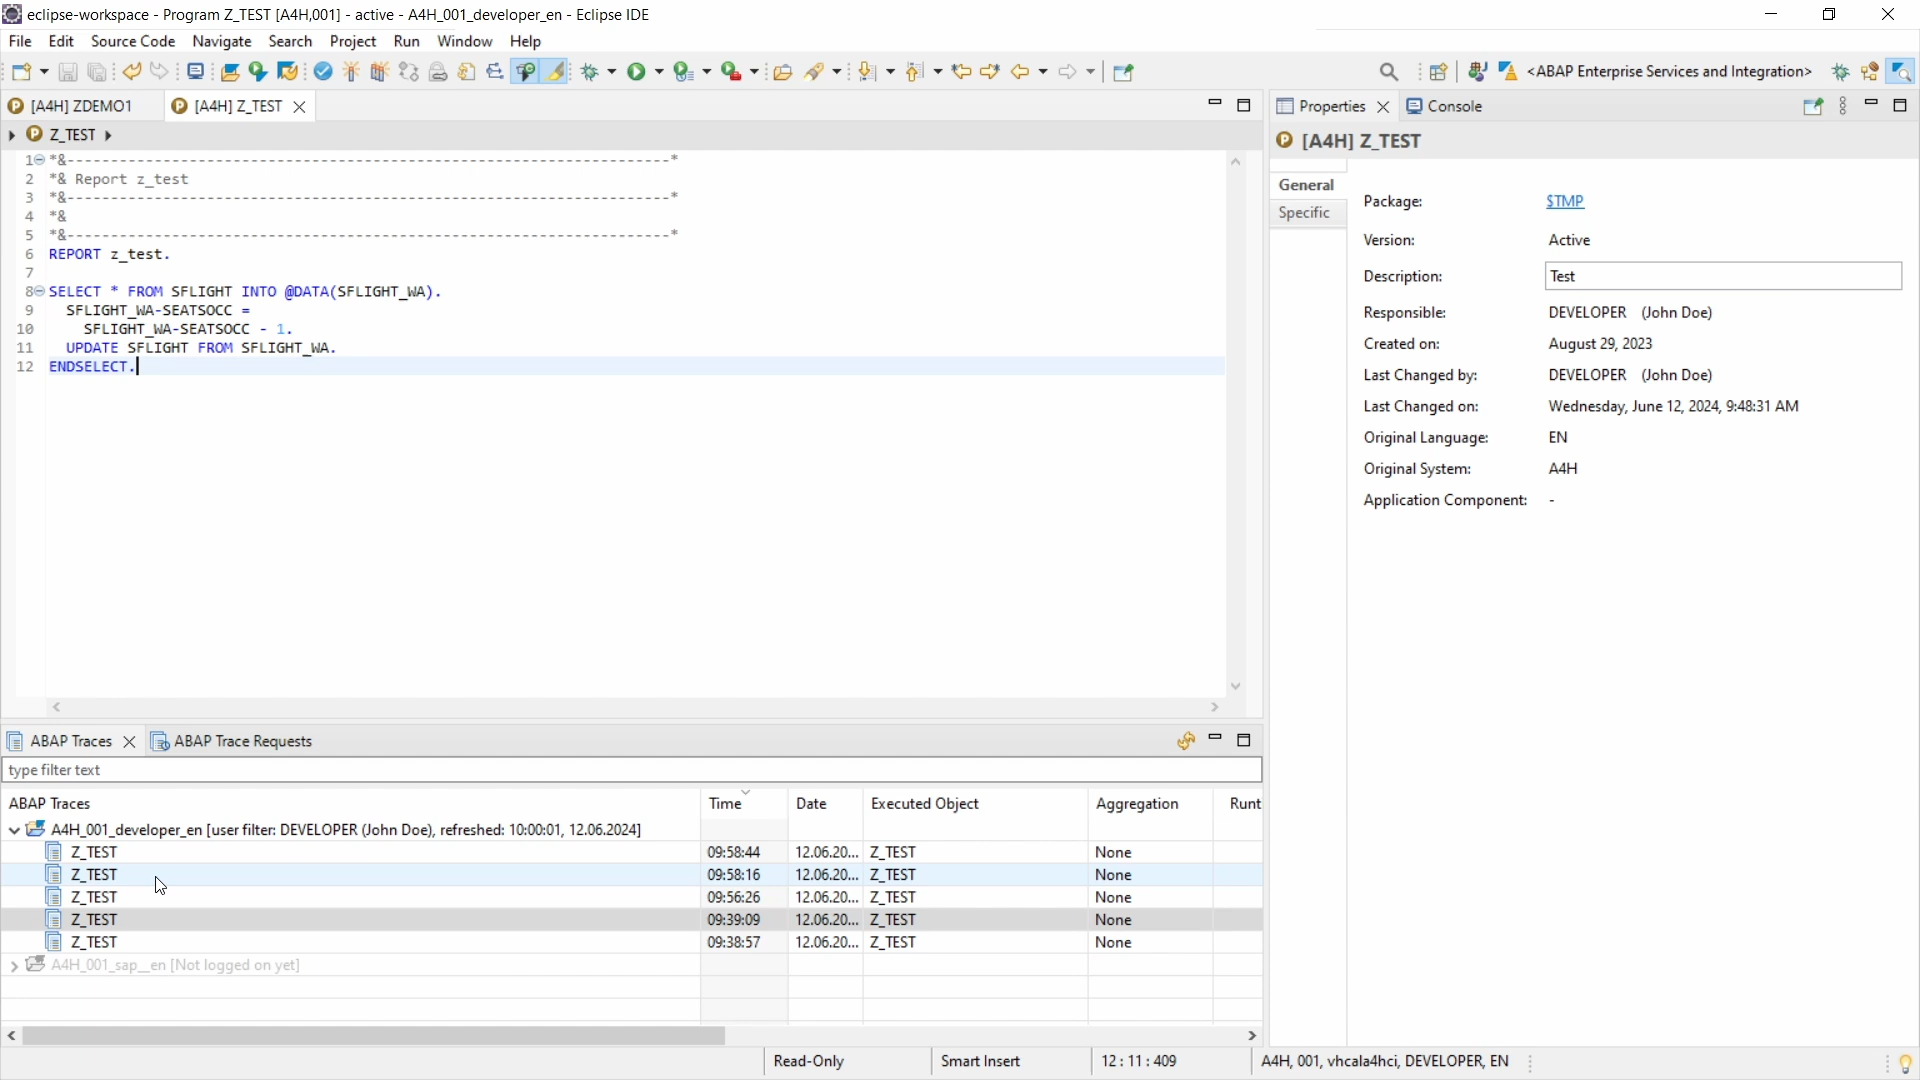 eclipse-workspace - Program Z_TEST [A4H,001] - active - A4H_001_developer_en - Eclipse IDE
File Edit Source Code Navigate Search Project Run Window Help
<ABAP Enterprise Services and Integration>
[A4H] ZDEMO1 [A4H] Z_TEST
Z_TEST
1 *&---------------------------------------------------------------------*
2 *& Report z_test
3 *&---------------------------------------------------------------------*
4 *&
5 *&---------------------------------------------------------------------*
6 REPORT z_test.
7
8 SELECT * FROM SFLIGHT INTO @DATA(SFLIGHT_WA).
9 SFLIGHT_WA-SEATSOCC =
10 SFLIGHT_WA-SEATSOCC - 1.
11 UPDATE SFLIGHT FROM SFLIGHT_WA.
12 ENDSELECT.
Properties Console
[A4H] Z_TEST
General
Specific
Package: $TMP
Version: Active
Description: Test
Responsible: DEVELOPER (John Doe)
Created on: August 29, 2023
Last Changed by: DEVELOPER (John Doe)
Last Changed on: Wednesday, June 12, 2024, 9:48:31 AM
Original Language: EN
Original System: A4H
Application Component: -
ABAP Traces ABAP Trace Requests
type filter text
ABAP Traces Time Date Executed Object Aggregation Runt
A4H_001_developer_en [user filter: DEVELOPER (John Doe), refreshed: 10:00:01, 12.06.2024]
Z_TEST 09:58:44 12.06.20... Z_TEST None
Z_TEST 09:58:16 12.06.20... Z_TEST None
Z_TEST 09:56:26 12.06.20... Z_TEST None
Z_TEST 09:39:09 12.06.20... Z_TEST None
Z_TEST 09:38:57 12.06.20... Z_TEST None
A4H_001_sap__en [Not logged on yet]
Read-Only Smart Insert 12 : 11 : 409 A4H, 001, vhcala4hci, DEVELOPER, EN